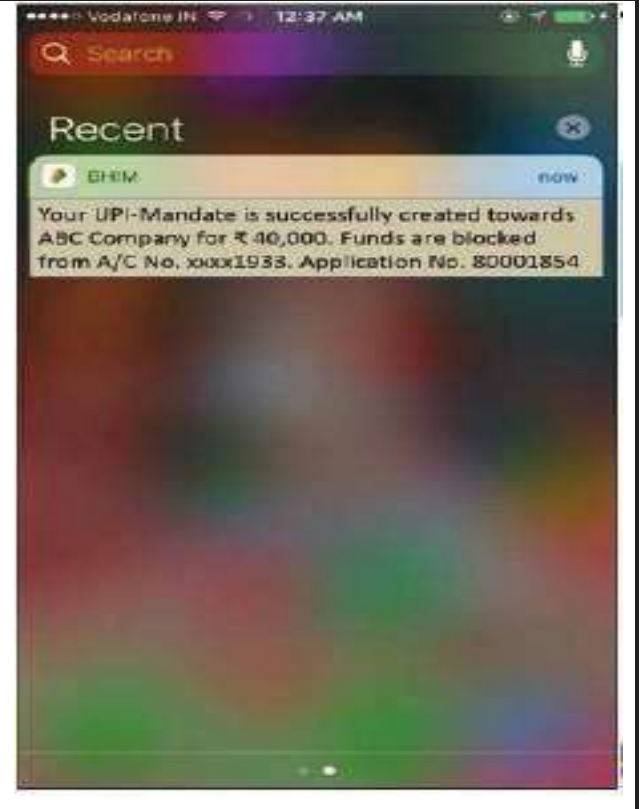 Vodafone IN 12:37 AM
Search
Recent
BHIM now
Your UPI-Mandate is successfully created towards
ABC Company for ₹ 40,000. Funds are blocked
from A/C No. xxxx1933. Application No. 80001854